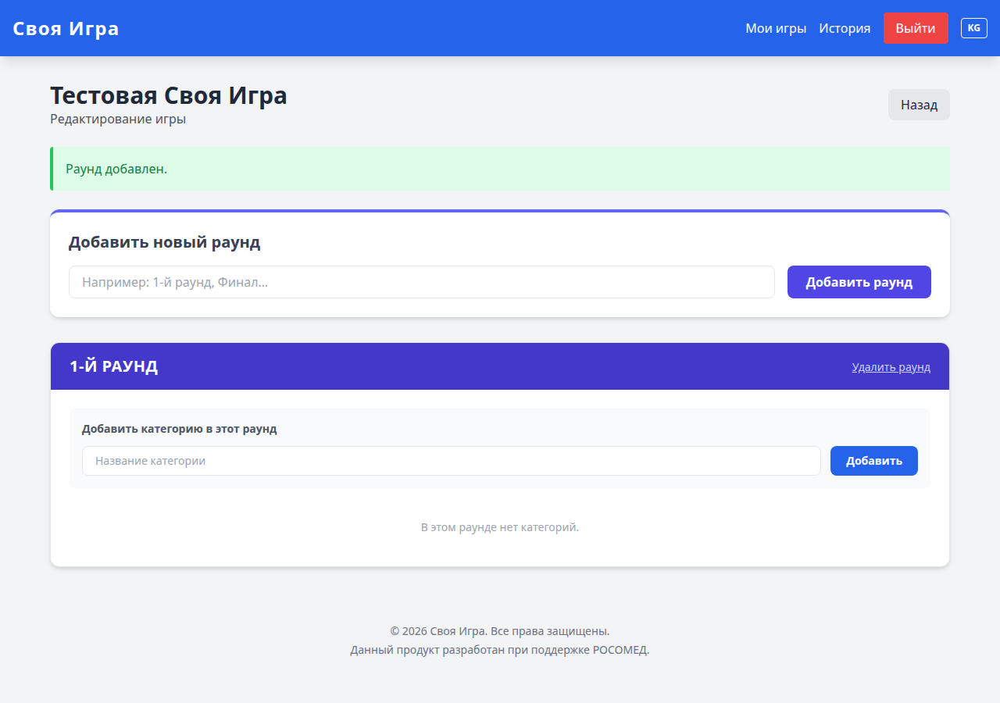 Своя Игра
Мои игры
История
Выйти
KG
Тестовая Своя Игра
Редактирование игры
Назад
Раунд добавлен.
Добавить новый раунд
Например: 1-й раунд, Финал...
Добавить раунд
1-Й РАУНД
Удалить раунд
Добавить категорию в этот раунд
Название категории
Добавить
В этом раунде нет категорий.
© 2026 Своя Игра. Все права защищены.
Данный продукт разработан при поддержке РОСОМЕД.